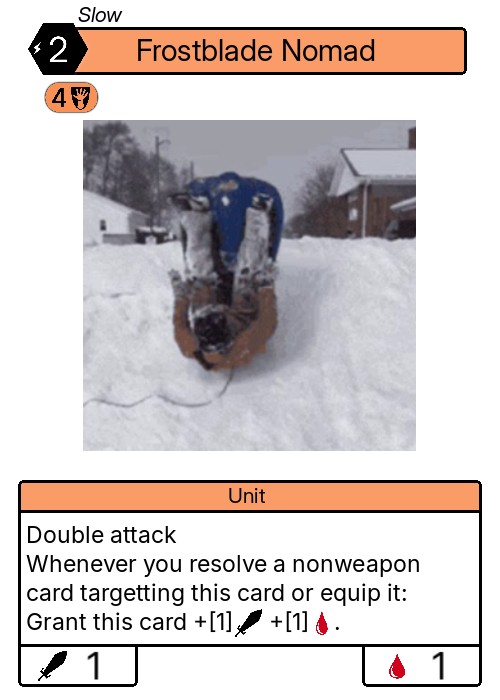 Slow
2 Frostblade Nomad
4
Unit
Double attack
Whenever you resolve a nonweapon
card targetting this card or equip it:
Grant this card +[1] +[1] .
1 1